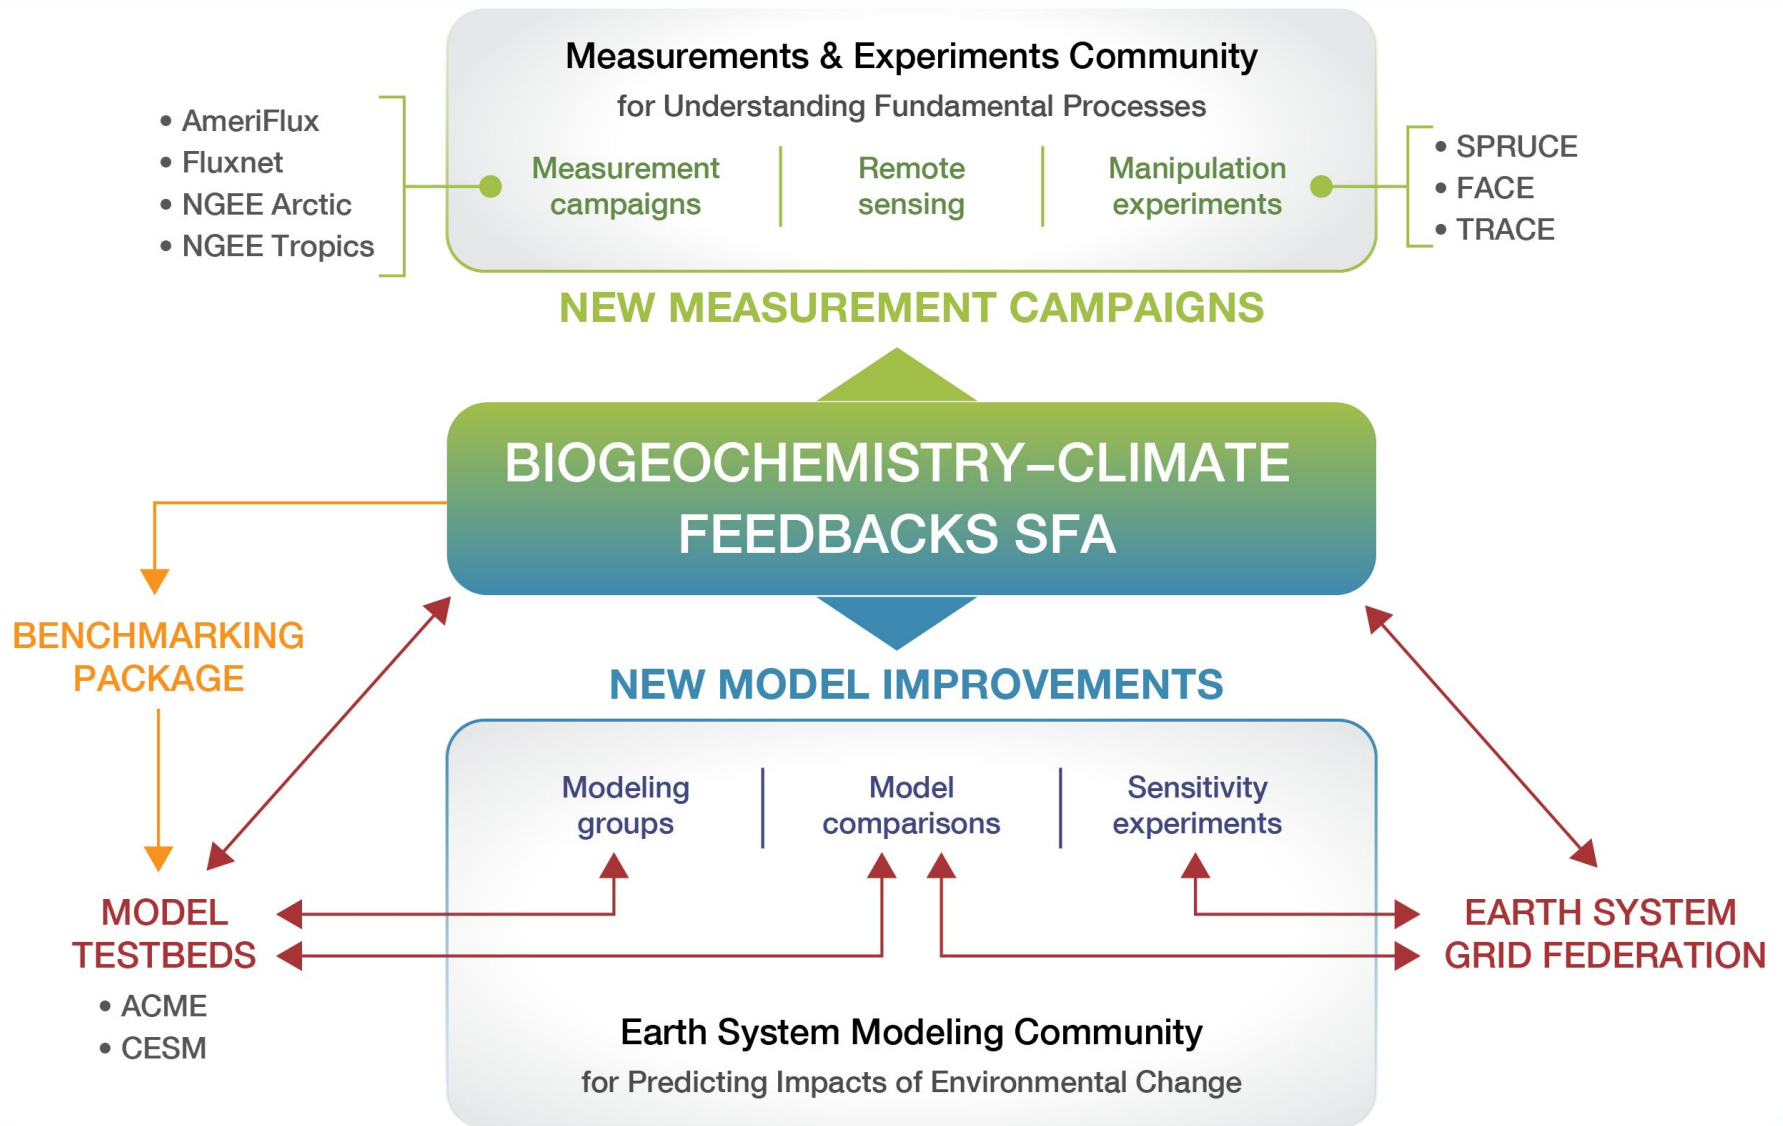 Measurements & Experiments Community
for Understanding Fundamental Processes
• AmeriFlux
• Fluxnet
• NGEE Arctic
• NGEE Tropics
Measurement
campaigns
Remote
sensing
Manipulation
experiments
• SPRUCE
• FACE
• TRACE
NEW MEASUREMENT CAMPAIGNS
BIOGEOCHEMISTRY–CLIMATE
FEEDBACKS SFA
BENCHMARKING
PACKAGE
NEW MODEL IMPROVEMENTS
Modeling
groups
Model
comparisons
Sensitivity
experiments
MODEL
TESTBEDS
• ACME
• CESM
EARTH SYSTEM
GRID FEDERATION
Earth System Modeling Community
for Predicting Impacts of Environmental Change